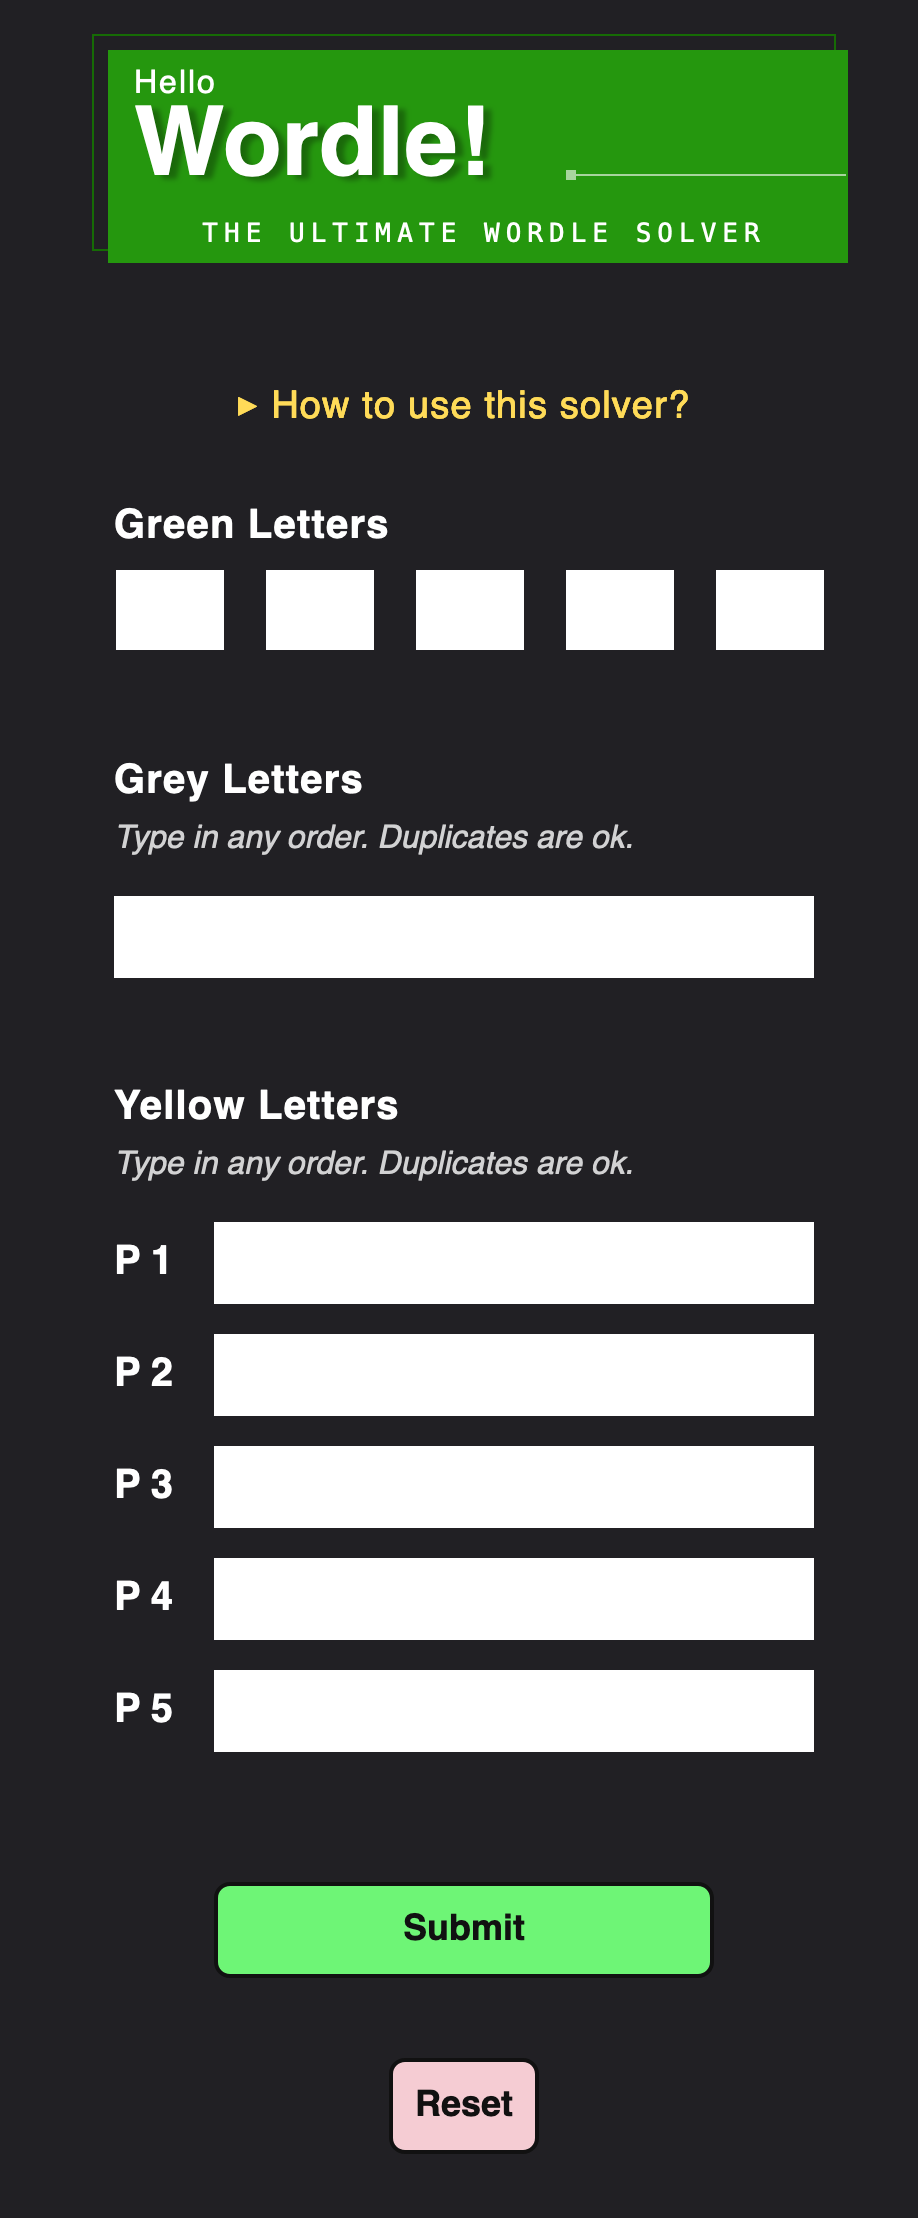 Hello
Wordle!
THE ULTIMATE WORDLE SOLVER
▶ How to use this solver?
Green Letters
Grey Letters
Type in any order. Duplicates are ok.
Yellow Letters
Type in any order. Duplicates are ok.
P 1
P 2
P 3
P 4
P 5
Submit
Reset